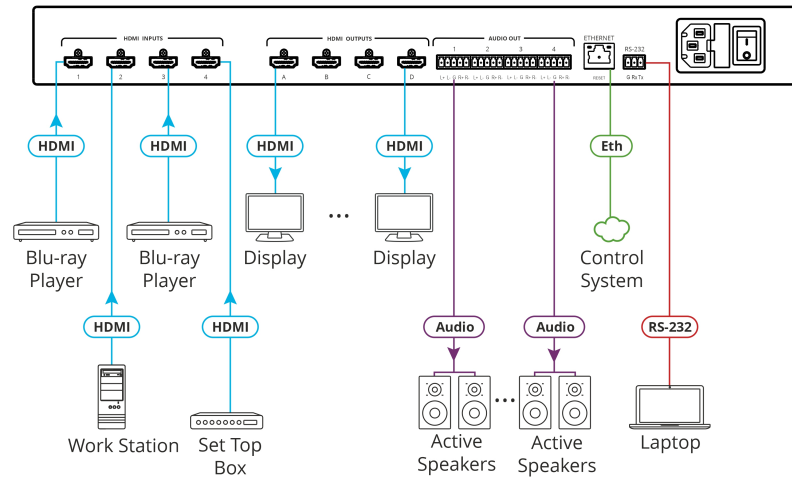 HDMI INPUTS
HDMI OUTPUTS
AUDIO OUT
ETHERNET
RS-232
1 2 3 4
A B C D
1 2 3 4
L+ L- G R+ R- L+ L- G R+ R- L+ L- G R+ R- L+ L- G R+ R-
RESET
G Rx Tx
HDMI
HDMI
HDMI
HDMI
Eth
Blu-ray
Player
Blu-ray
Player
Display
...
Display
Control
System
HDMI
HDMI
Audio
Audio
RS-232
Work Station
Set Top
Box
Active
Speakers
...
Active
Speakers
Laptop